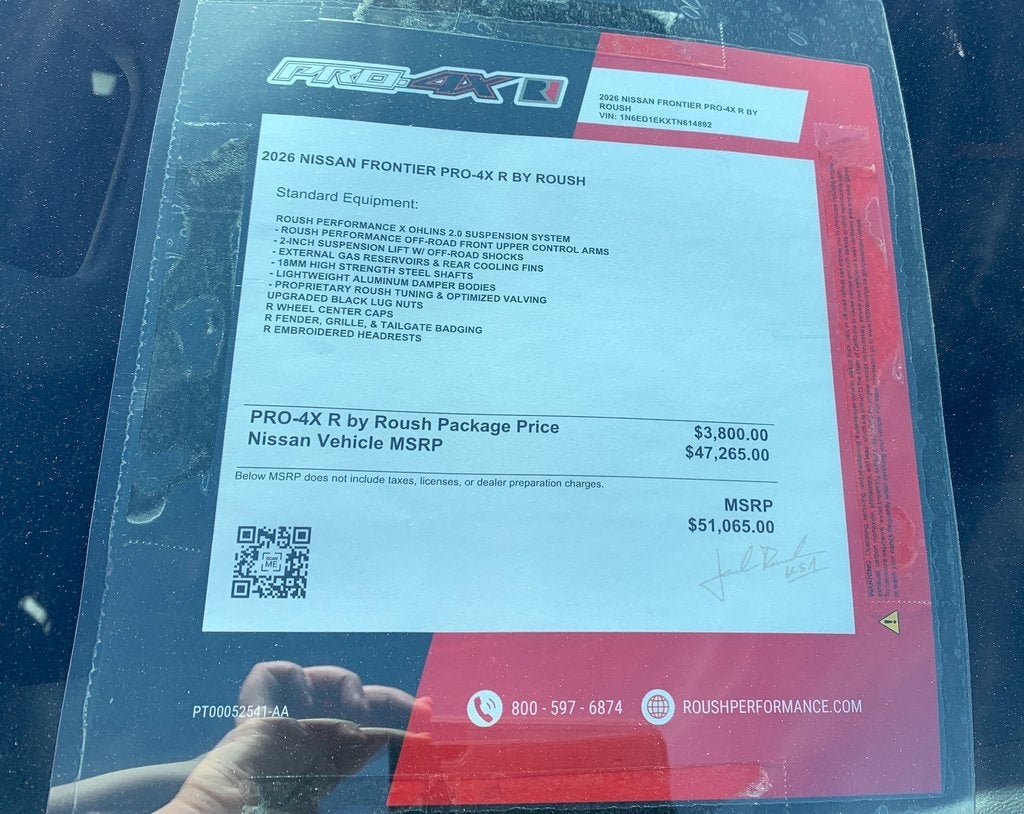 PRO-4X R
2026 NISSAN FRONTIER PRO-4X R BY
ROUSH
VIN: 1N6ED1EKXTN614892
2026 NISSAN FRONTIER PRO-4X R BY ROUSH
Standard Equipment:
ROUSH PERFORMANCE X OHLINS 2.0 SUSPENSION SYSTEM
- ROUSH PERFORMANCE OFF-ROAD FRONT UPPER CONTROL ARMS
- 2-INCH SUSPENSION LIFT W/ OFF-ROAD SHOCKS
- EXTERNAL GAS RESERVOIRS & REAR COOLING FINS
- 18MM HIGH STRENGTH STEEL SHAFTS
- LIGHTWEIGHT ALUMINUM DAMPER BODIES
- PROPRIETARY ROUSH TUNING & OPTIMIZED VALVING
UPGRADED BLACK LUG NUTS
R WHEEL CENTER CAPS
R FENDER, GRILLE, & TAILGATE BADGING
R EMBROIDERED HEADRESTS
PRO-4X R by Roush Package Price $3,800.00
Nissan Vehicle MSRP $47,265.00
Below MSRP does not include taxes, licenses, or dealer preparation charges.
MSRP
$51,065.00
SCAN
ME
PT00052541-AA
800 - 597 - 6874
ROUSHPERFORMANCE.COM